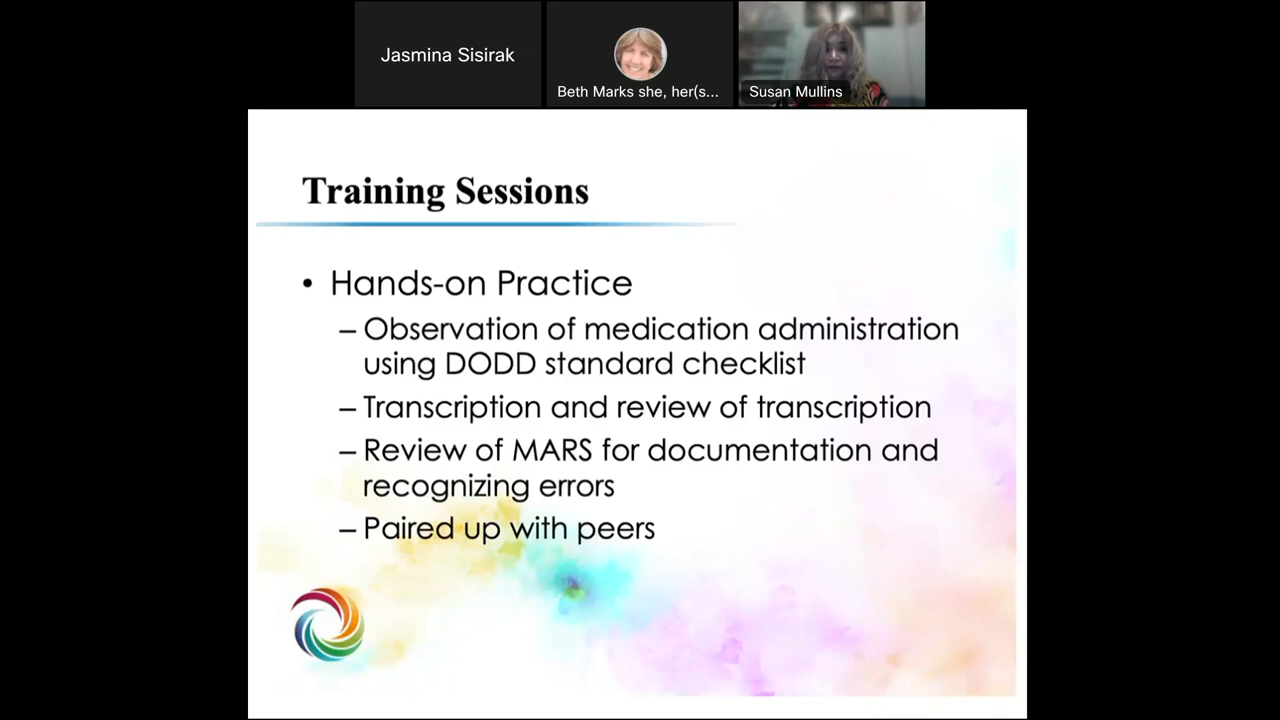 Jasmina Sisirak
Beth Marks she, her(s...
Susan Mullins
Training Sessions
• Hands-on Practice
– Observation of medication administration
using DODD standard checklist
– Transcription and review of transcription
– Review of MARS for documentation and
recognizing errors
– Paired up with peers